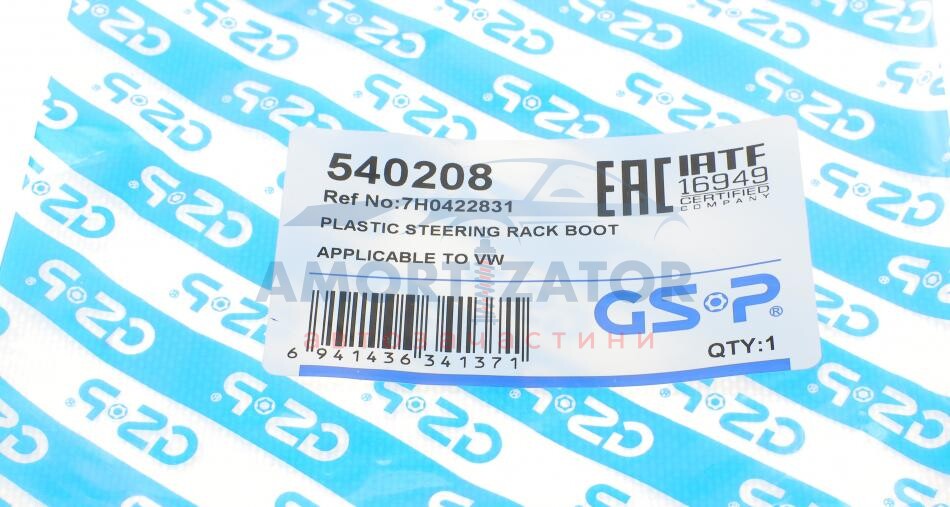 540208
Ref No:7H0422831
PLASTIC STEERING RACK BOOT
APPLICABLE TO VW
EAC
IATF
16949
CERTIFIED
COMPANY
AMORTIZATOR
автозапчастини
GSP®
QTY:1
6 941436 341371